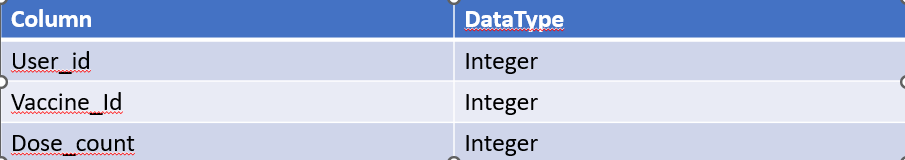 Column DataType
User_id Integer
Vaccine_Id Integer
Dose_count Integer